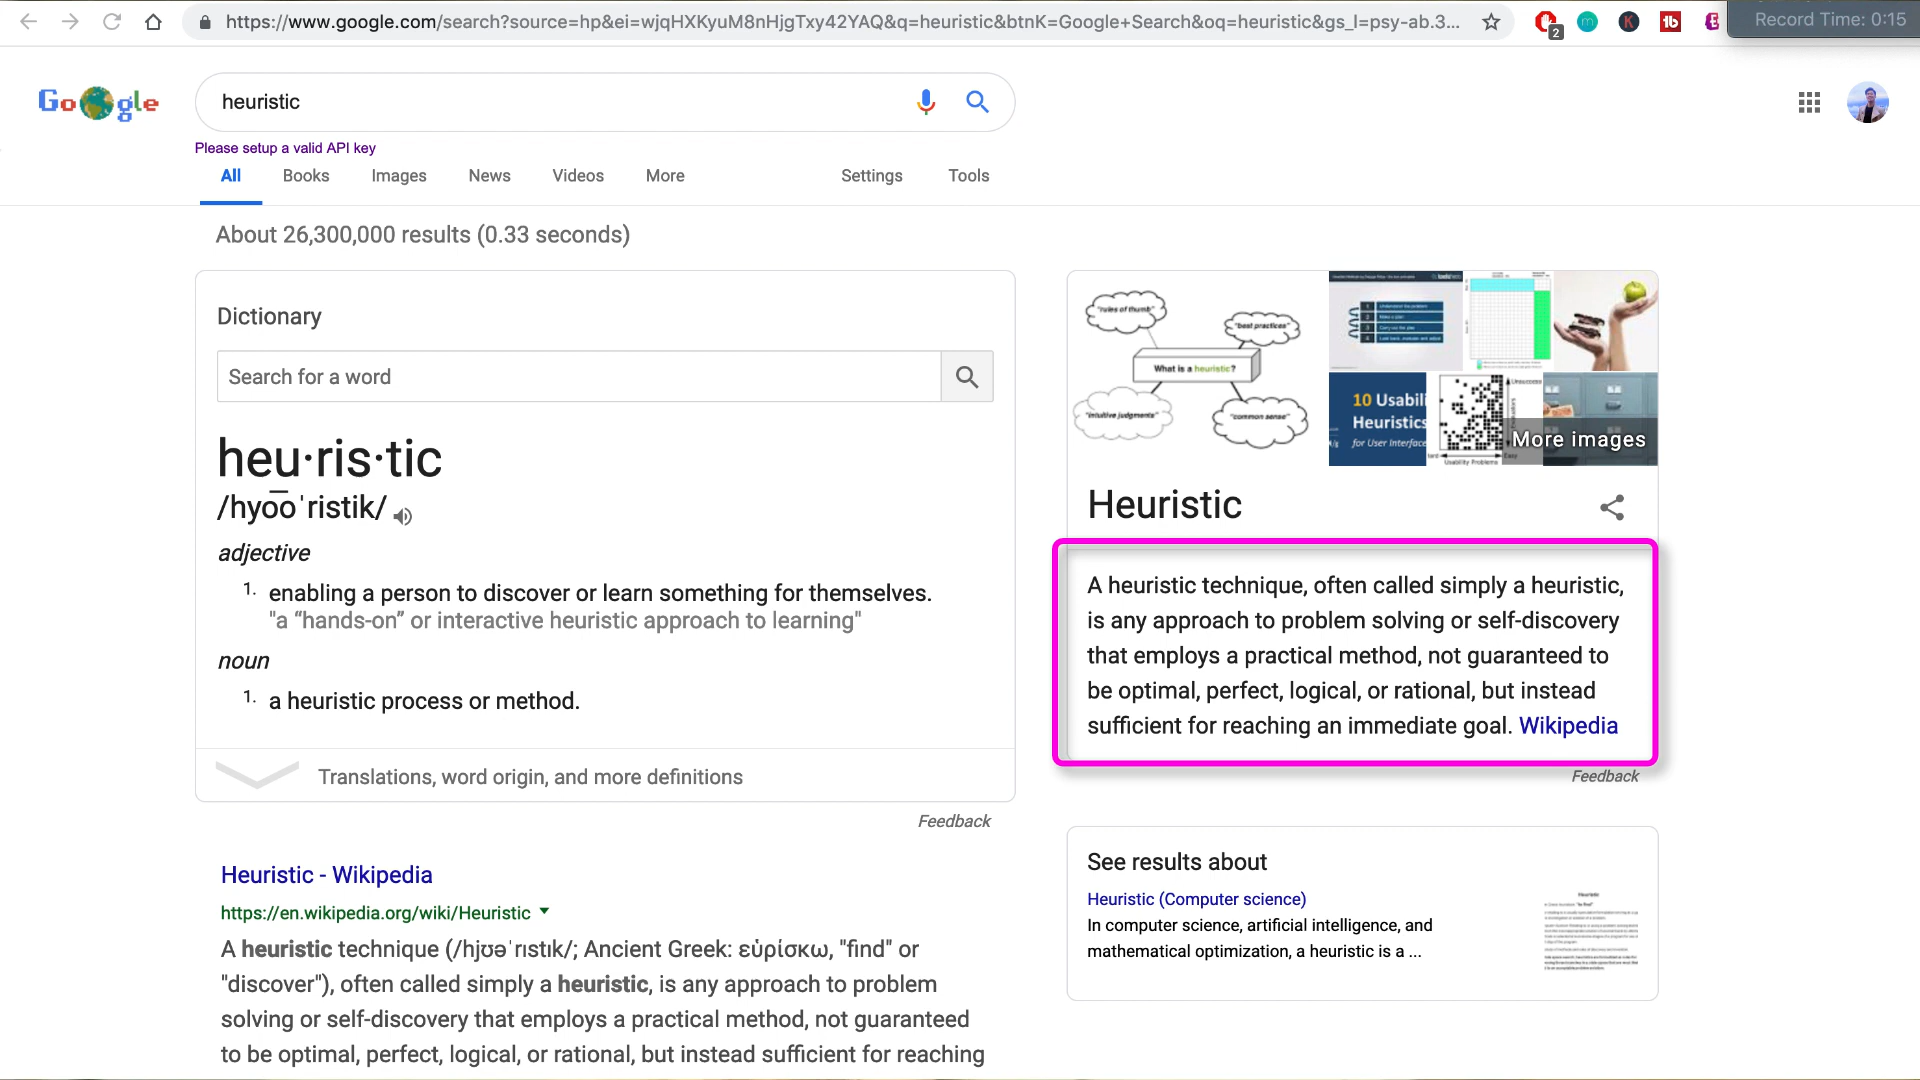 https://www.google.com/search?source=hp&ei=wjqHXKyuM8nHjgTxy42YAQ&q=heuristic&btnK=Google+Search&oq=heuristic&gs_l=psy-ab.3...
2
Record Time: 0:15
Google
heuristic
Please setup a valid API key
All Books Images News Videos More Settings Tools
About 26,300,000 results (0.33 seconds)
Dictionary
Search for a word
heu·ris·tic
/hyo͞oˈristik/
adjective
1. enabling a person to discover or learn something for themselves.
"a “hands-on” or interactive heuristic approach to learning"
noun
1. a heuristic process or method.
Translations, word origin, and more definitions
Feedback
Heuristic - Wikipedia
https://en.wikipedia.org/wiki/Heuristic
A heuristic technique (/hjʊəˈrɪstɪk/; Ancient Greek: εὑρίσκω, "find" or
"discover"), often called simply a heuristic, is any approach to problem
solving or self-discovery that employs a practical method, not guaranteed
to be optimal, perfect, logical, or rational, but instead sufficient for reaching
"rules of thumb"
"best practices"
What is a heuristic?
"intuitive judgments"
"common sense"
10 Usabili
Heuristics
for User Interface
Usability Problems
More images
Heuristic
A heuristic technique, often called simply a heuristic,
is any approach to problem solving or self-discovery
that employs a practical method, not guaranteed to
be optimal, perfect, logical, or rational, but instead
sufficient for reaching an immediate goal. Wikipedia
Feedback
See results about
Heuristic (Computer science)
In computer science, artificial intelligence, and
mathematical optimization, a heuristic is a ...